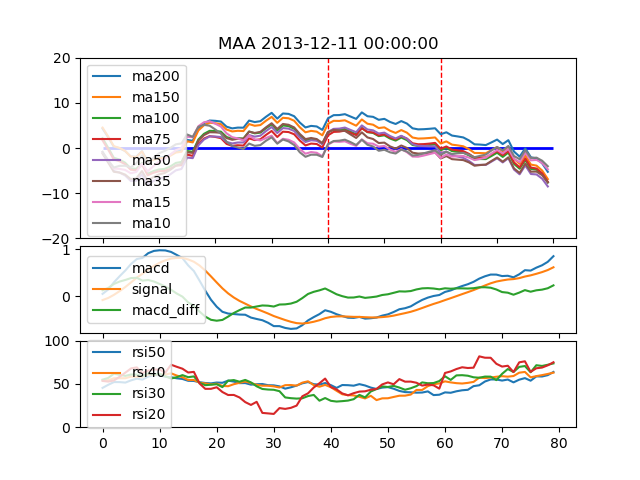 MAA 2013-12-11 00:00:00
20
10
0
−10
−20
ma200
ma150
ma100
ma75
ma50
ma35
ma15
ma10
1
0
macd
signal
macd_diff
100
50
0
rsi50
rsi40
rsi30
rsi20
0 10 20 30 40 50 60 70 80